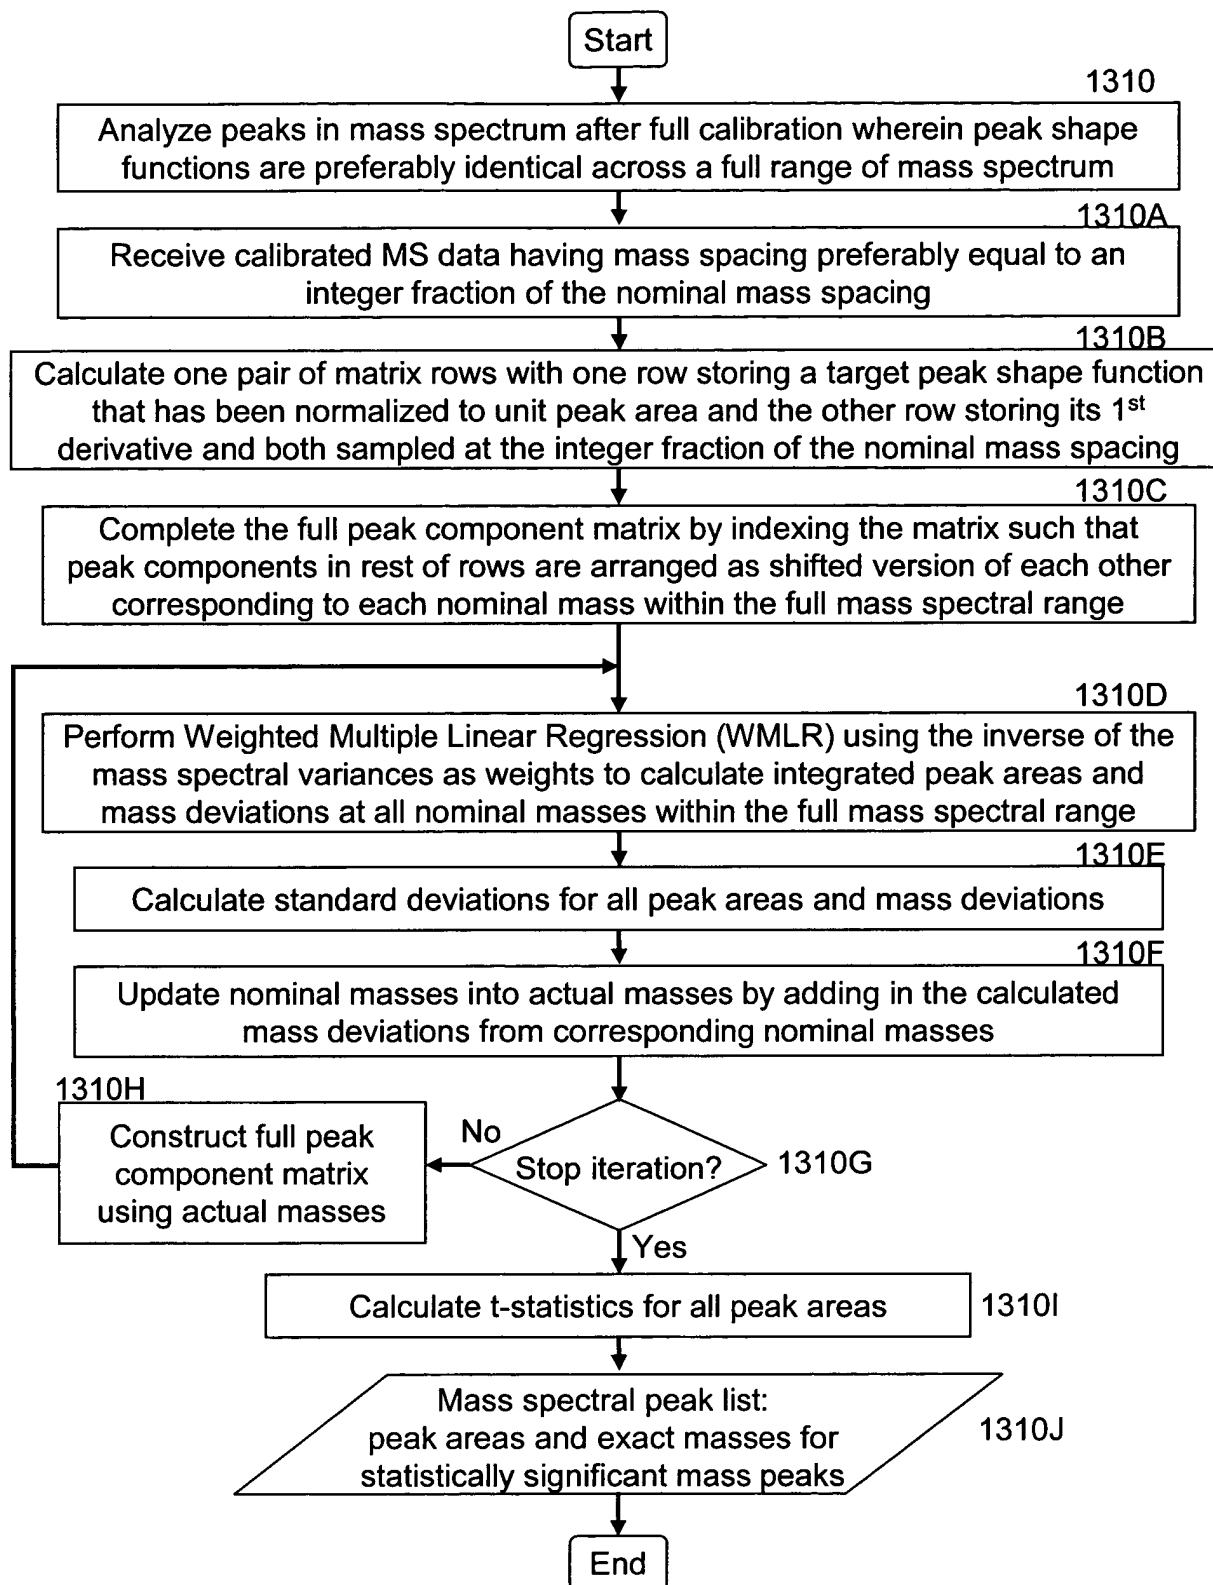 Start
1310
Analyze peaks in mass spectrum after full calibration wherein peak shape
functions are preferably identical across a full range of mass spectrum
1310A
Receive calibrated MS data having mass spacing preferably equal to an
integer fraction of the nominal mass spacing
1310B
Calculate one pair of matrix rows with one row storing a target peak shape function
that has been normalized to unit peak area and the other row storing its 1st
derivative and both sampled at the integer fraction of the nominal mass spacing
1310C
Complete the full peak component matrix by indexing the matrix such that
peak components in rest of rows are arranged as shifted version of each other
corresponding to each nominal mass within the full mass spectral range
1310D
Perform Weighted Multiple Linear Regression (WMLR) using the inverse of the
mass spectral variances as weights to calculate integrated peak areas and
mass deviations at all nominal masses within the full mass spectral range
1310E
Calculate standard deviations for all peak areas and mass deviations
1310F
Update nominal masses into actual masses by adding in the calculated
mass deviations from corresponding nominal masses
1310H
Construct full peak
component matrix
using actual masses
No
Stop iteration?
1310G
Yes
Calculate t-statistics for all peak areas
1310I
Mass spectral peak list:
peak areas and exact masses for
statistically significant mass peaks
1310J
End